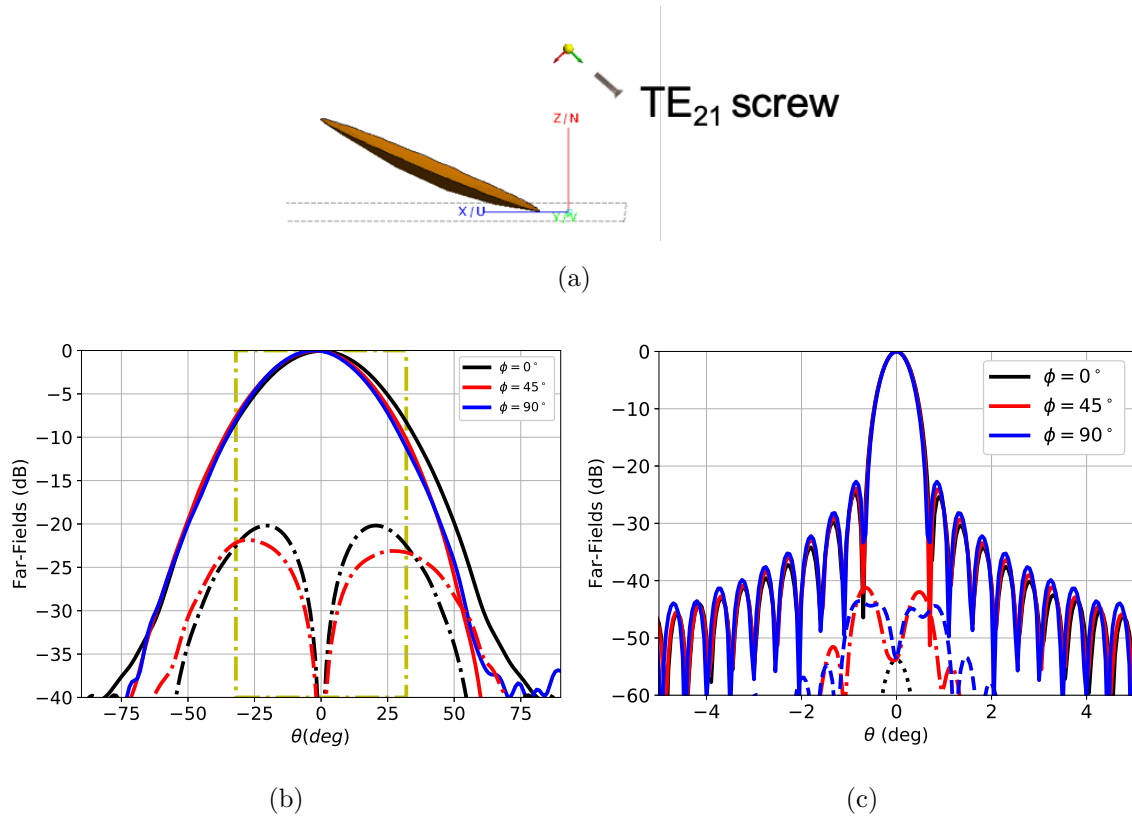 TE21 screw
Z/N
X/U
Y/V
(a)
0
−5
−10
−15
−20
−25
−30
−35
−40
Far-Fields (dB)
−75 −50 −25 0 25 50 75
θ(deg)
ϕ = 0°
ϕ = 45°
ϕ = 90°
(b)
0
−10
−20
−30
−40
−50
−60
Far-Fields (dB)
−4 −2 0 2 4
θ (deg)
ϕ = 0°
ϕ = 45°
ϕ = 90°
(c)